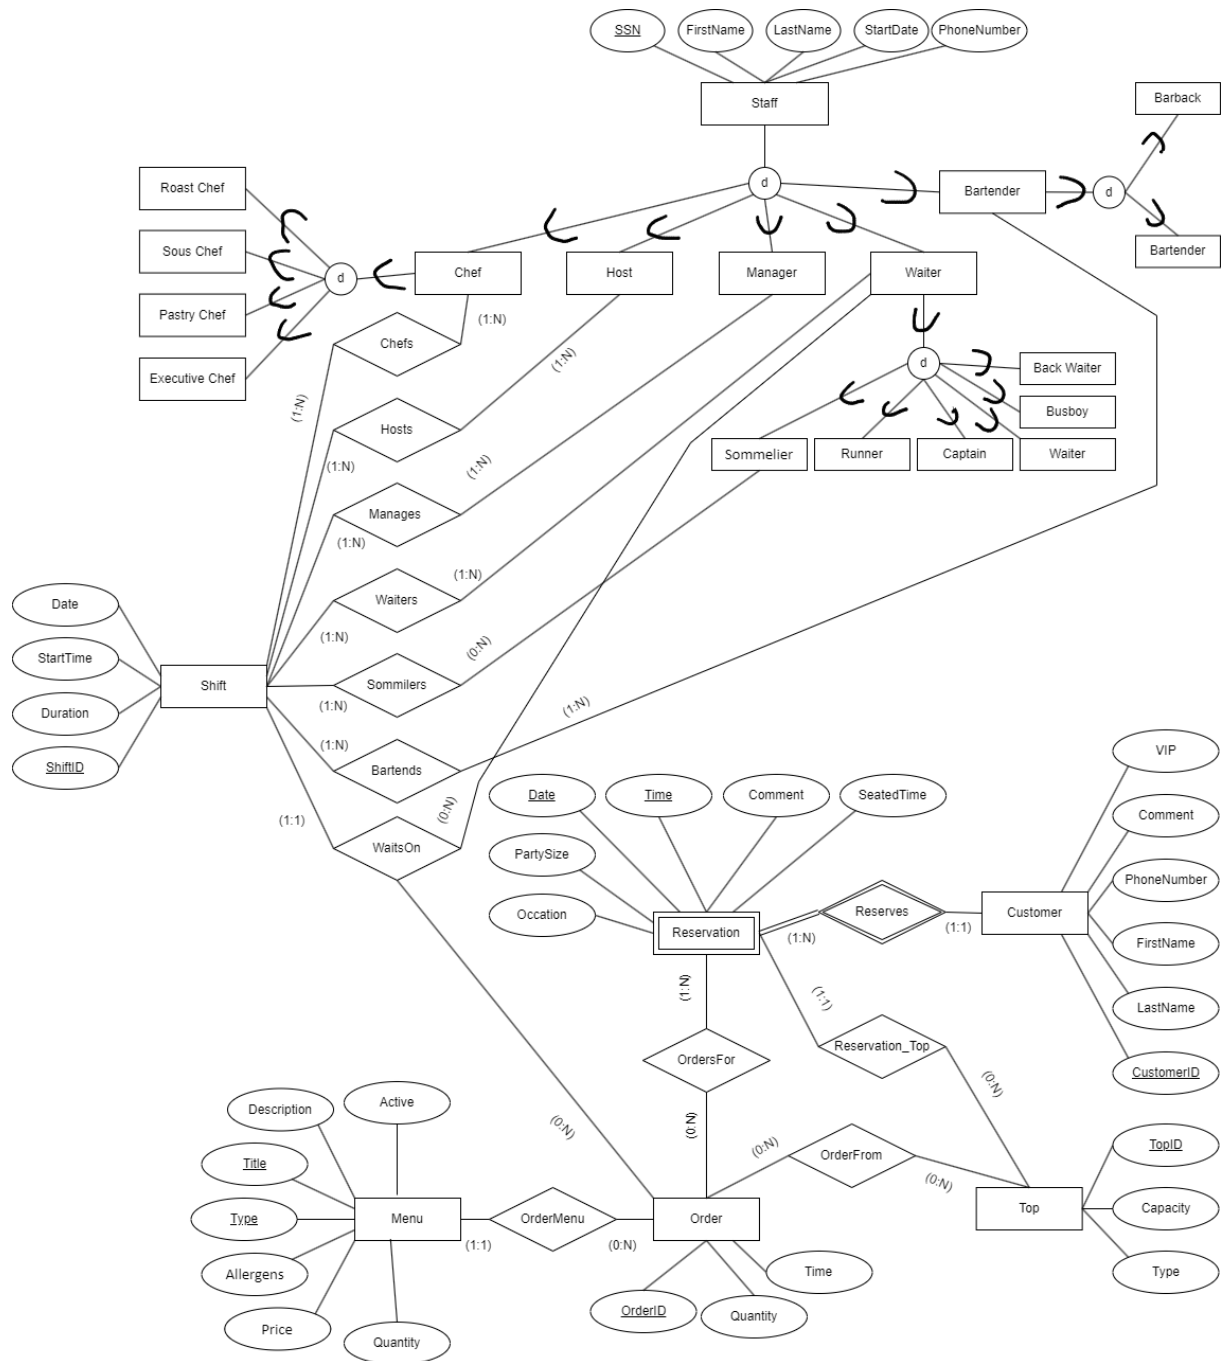 SSN
FirstName
LastName
StartDate
PhoneNumber
Staff
Barback
d
Bartender
d
Bartender
Roast Chef
Sous Chef
Pastry Chef
Executive Chef
d
Chef
Host
Manager
Waiter
d
Back Waiter
Busboy
Waiter
Captain
Runner
Sommelier
(1:N)
Chefs
(1:N)
(1:N)
Hosts
(1:N)
(1:N)
Manages
(1:N)
(1:N)
Waiters
(1:N)
(0:N)
Sommilers
(1:N)
(1:N)
Bartends
(1:N)
(0:N)
WaitsOn
(1:1)
(0:N)
Date
StartTime
Duration
ShiftID
Shift
Date
Time
Comment
SeatedTime
PartySize
Occation
Reservation
(1:N)
Reserves
(1:1)
Customer
VIP
Comment
PhoneNumber
FirstName
LastName
CustomerID
(1:N)
OrdersFor
(0:N)
(1:1)
Reservation_Top
(0:N)
(0:N)
OrderFrom
(0:N)
Top
TopID
Capacity
Type
Description
Active
Title
Type
Allergens
Price
Quantity
Menu
(1:1)
OrderMenu
(0:N)
Order
OrderID
Quantity
Time